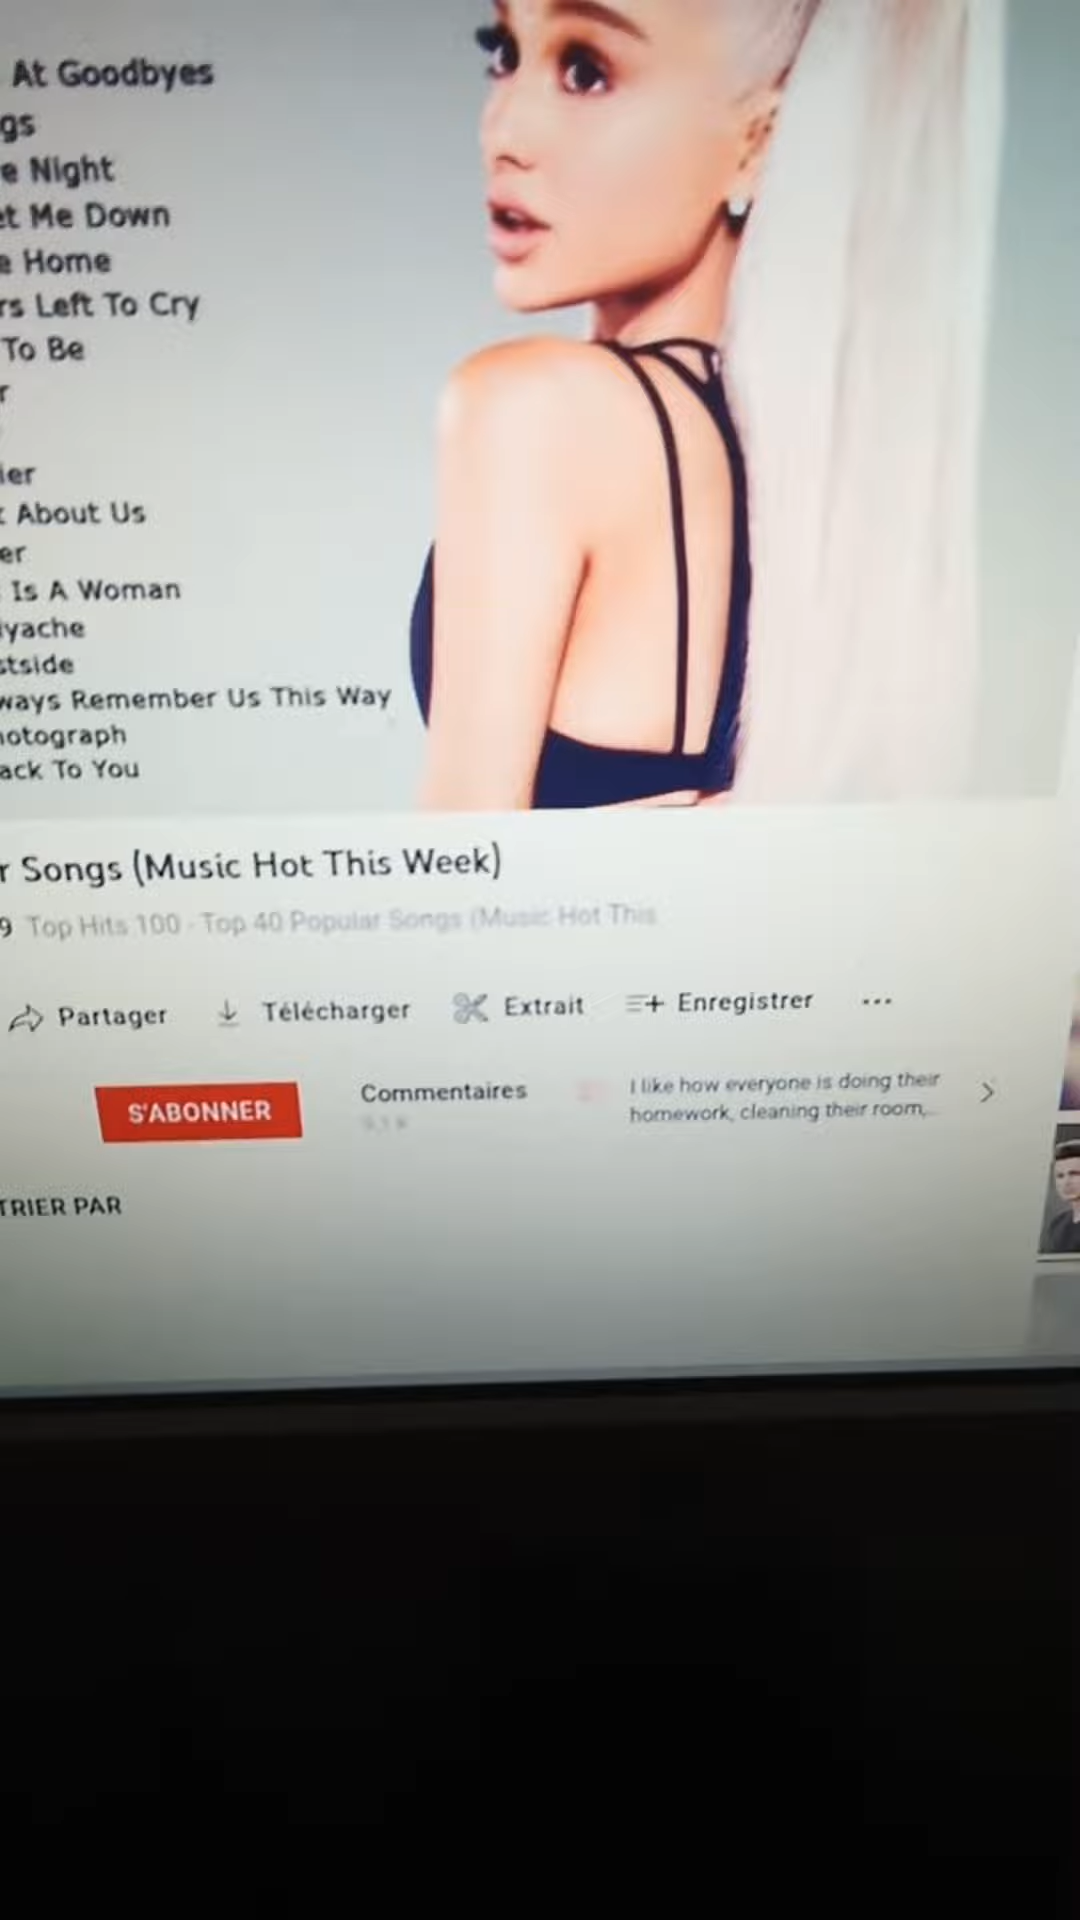 At Goodbyes
gs
e Night
et Me Down
e Home
rs Left To Cry
To Be
r
ier
t About Us
er
Is A Woman
iyache
stside
ways Remember Us This Way
hotograph
ack To You
r Songs (Music Hot This Week)
9 Top Hits 100 - Top 40 Popular Songs (Music Hot This
Partager Télécharger Extrait Enregistrer ...
S'ABONNER
Commentaires
I like how everyone is doing their
homework, cleaning their room,...
TRIER PAR